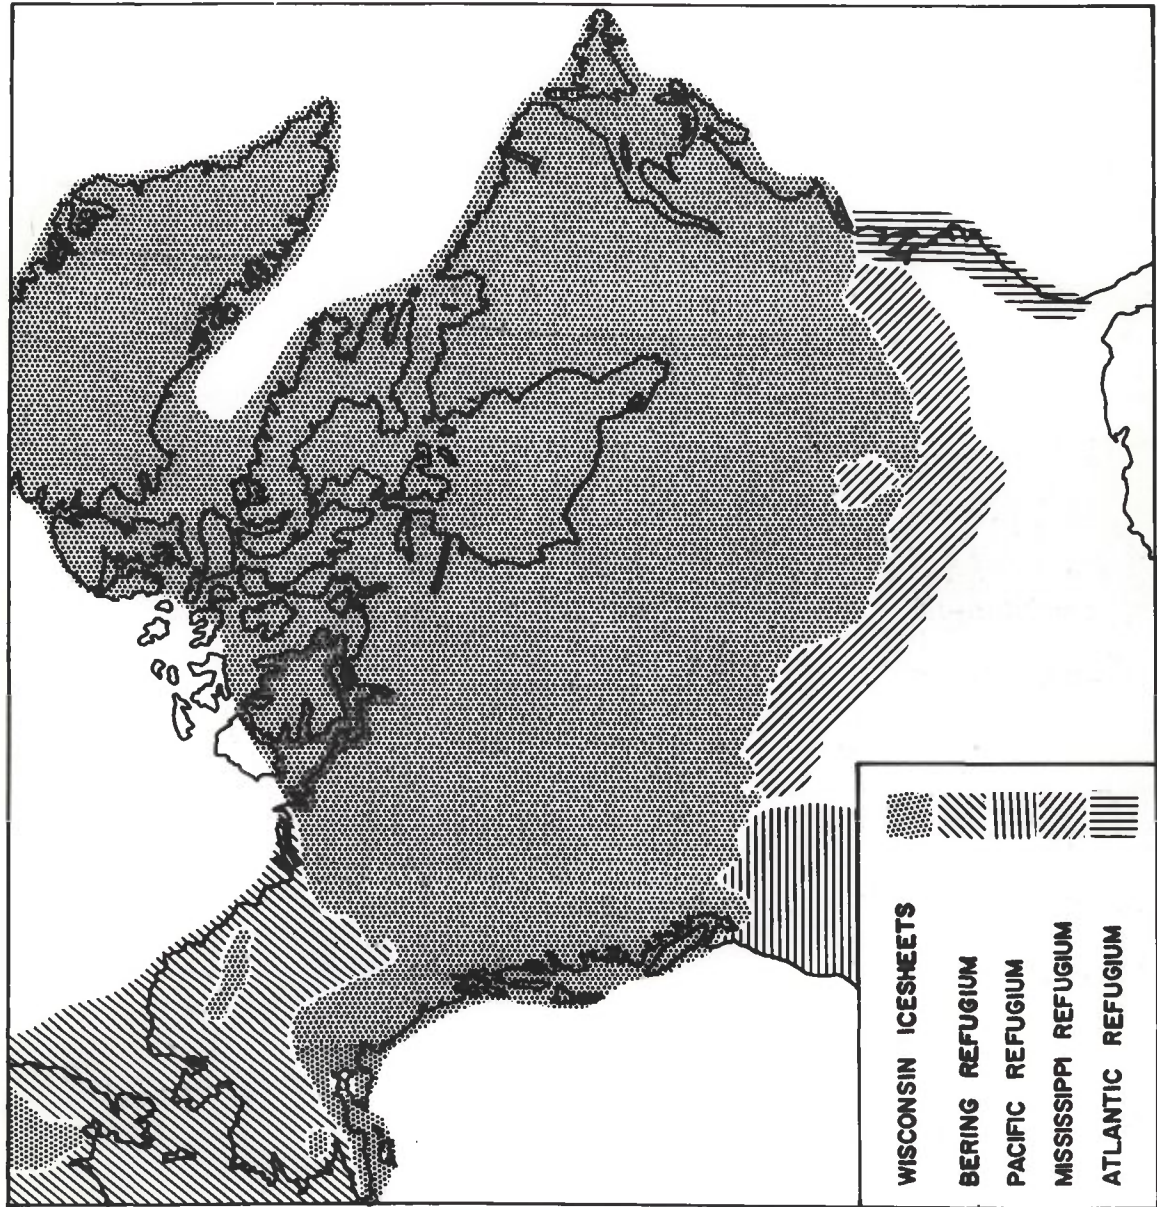 WISCONSIN ICESHEETS
BERING REFUGIUM
PACIFIC REFUGIUM
MISSISSIPPI REFUGIUM
ATLANTIC REFUGIUM